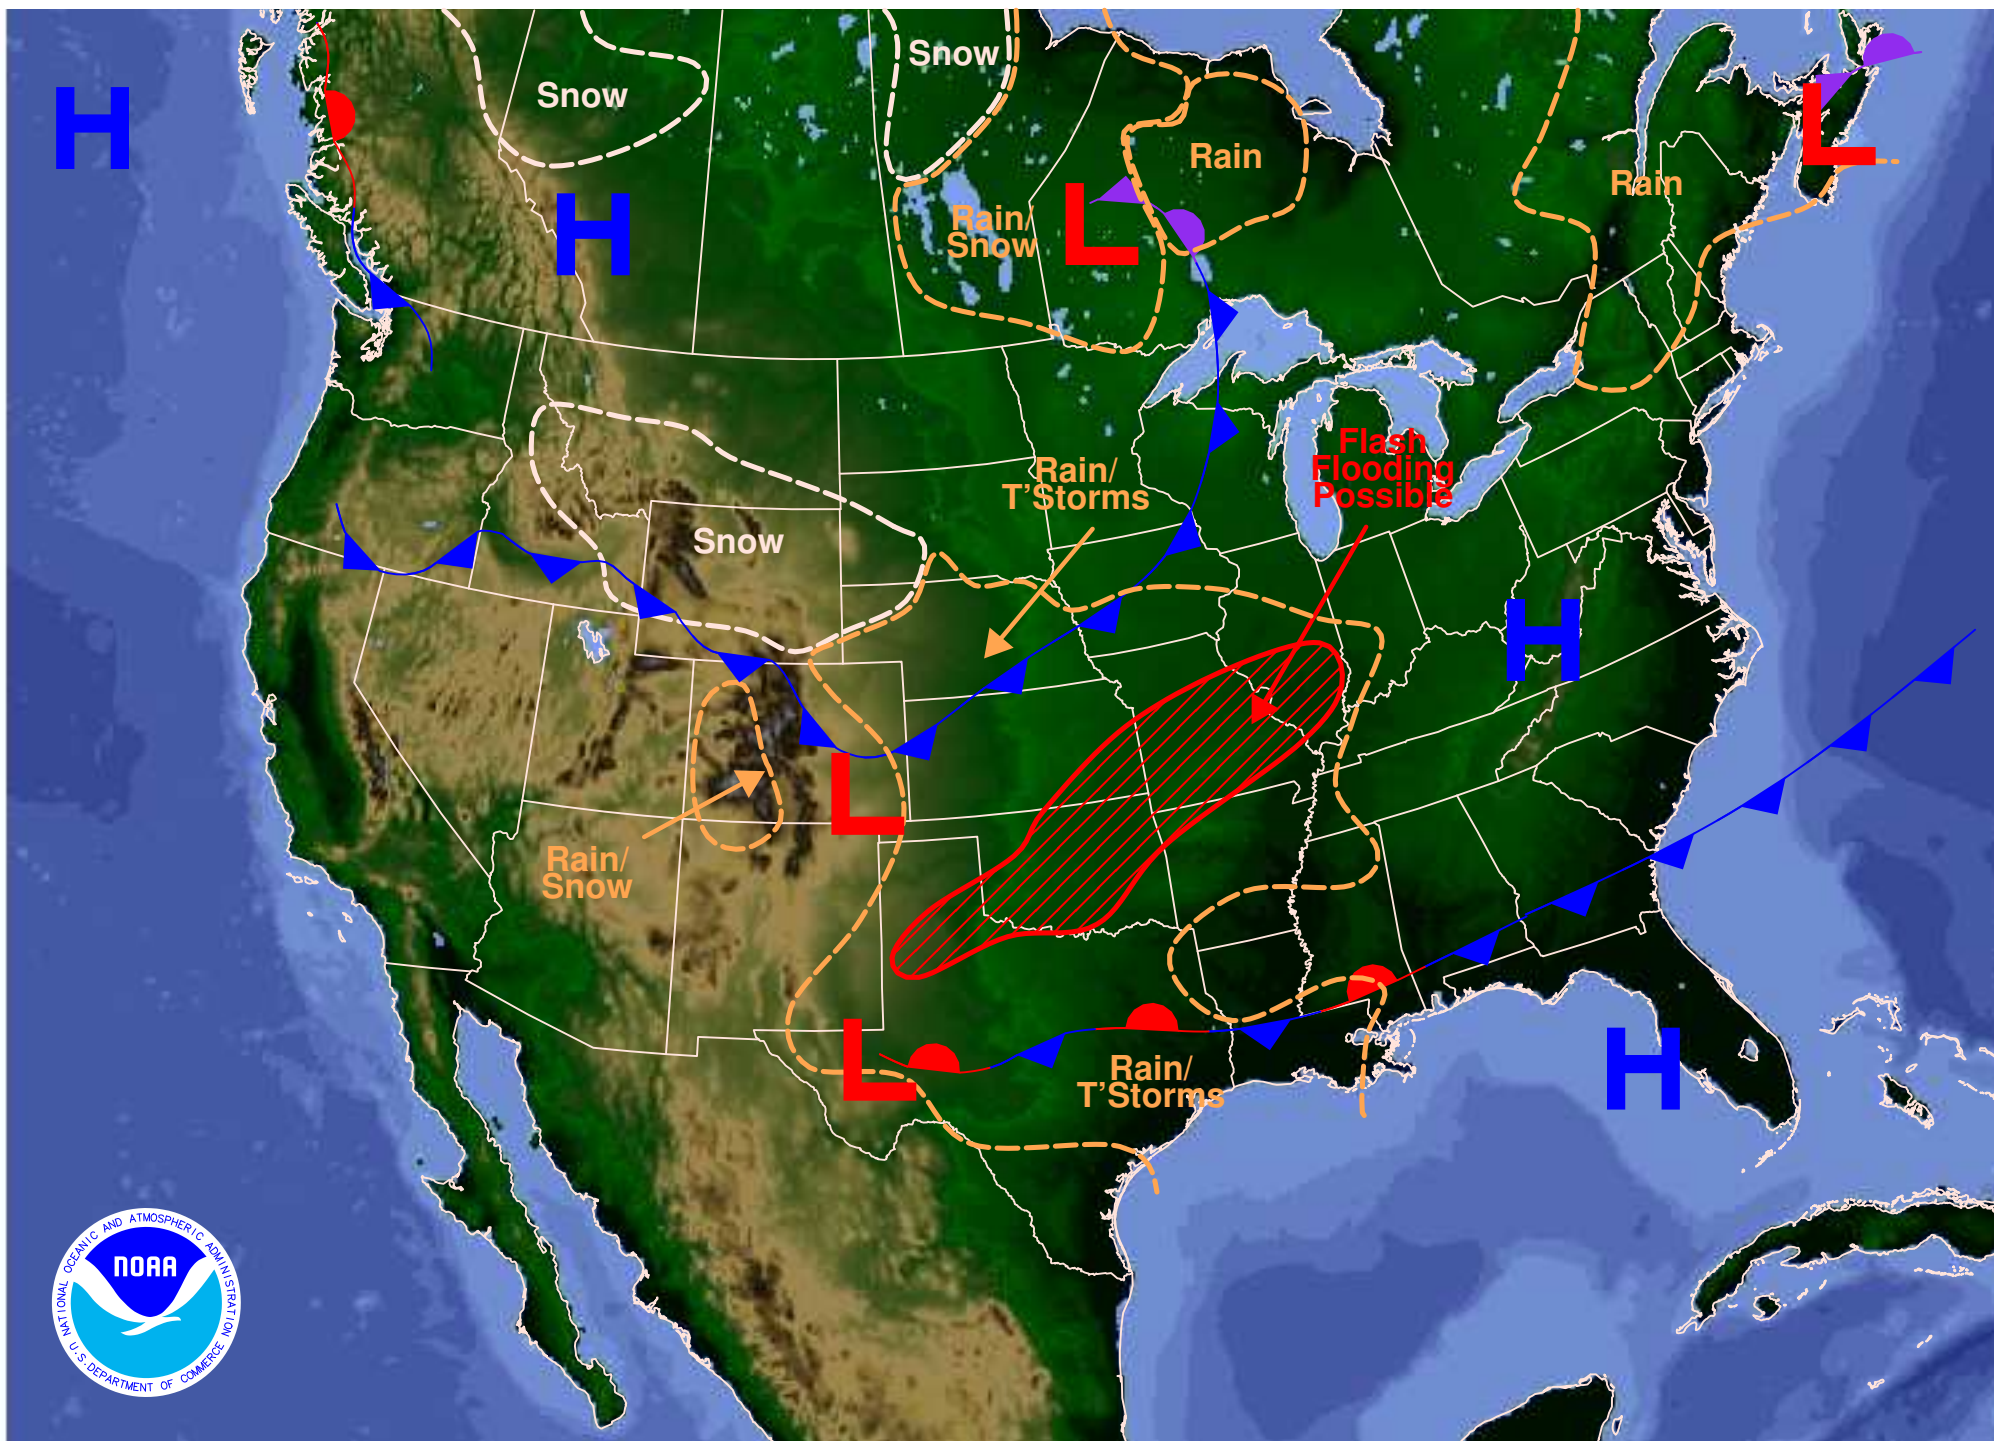 Snow
Snow
H
L
Rain
Rain
H
L
Rain/
Snow
Flash
Flooding
Possible
Rain/
T'Storms
Snow
H
L
Rain/
Snow
L
H
Rain/
T'Storms
NATIONAL OCEANIC AND ATMOSPHERIC ADMINISTRATION
NOAA
U.S. DEPARTMENT OF COMMERCE